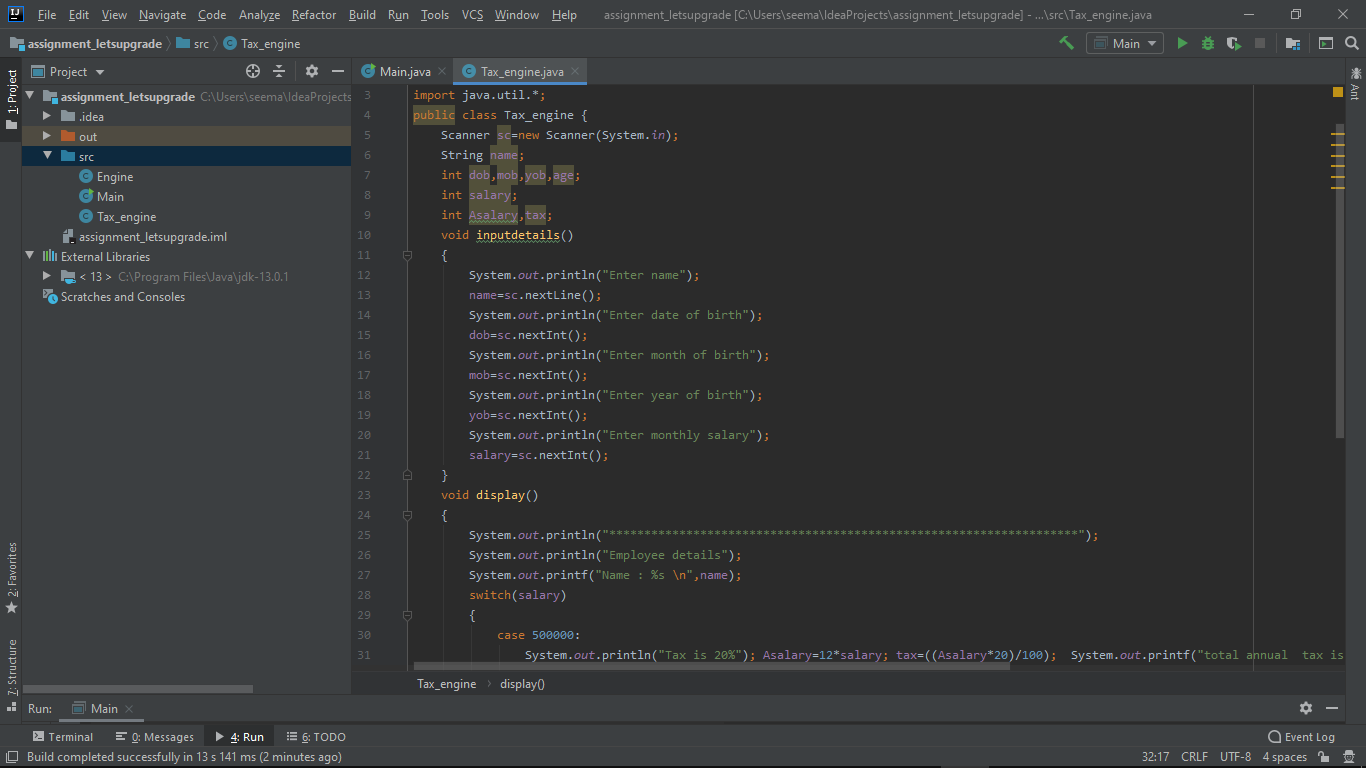 File Edit View Navigate Code Analyze Refactor Build Run Tools VCS Window Help assignment_letsupgrade [C:\Users\seema\IdeaProjects\assignment_letsupgrade] - ...\src\Tax_engine.java
assignment_letsupgrade src Tax_engine Main
Project Main.java Tax_engine.java
1: Project
Ant
assignment_letsupgrade C:\Users\seema\IdeaProjects
.idea
out
src
Engine
Main
Tax_engine
assignment_letsupgrade.iml
External Libraries
< 13 > C:\Program Files\Java\jdk-13.0.1
Scratches and Consoles
2: Favorites
7: Structure
3 import java.util.*;
4 public class Tax_engine {
5 Scanner sc=new Scanner(System.in);
6 String name;
7 int dob,mob,yob,age;
8 int salary;
9 int Asalary,tax;
10 void inputdetails()
11 {
12 System.out.println("Enter name");
13 name=sc.nextLine();
14 System.out.println("Enter date of birth");
15 dob=sc.nextInt();
16 System.out.println("Enter month of birth");
17 mob=sc.nextInt();
18 System.out.println("Enter year of birth");
19 yob=sc.nextInt();
20 System.out.println("Enter monthly salary");
21 salary=sc.nextInt();
22 }
23 void display()
24 {
25 System.out.println("*******************************************************************");
26 System.out.println("Employee details");
27 System.out.printf("Name : %s \n",name);
28 switch(salary)
29 {
30 case 500000:
31 System.out.println("Tax is 20%"); Asalary=12*salary; tax=((Asalary*20)/100); System.out.printf("total annual  tax is
Tax_engine display()
Run: Main
Terminal 0: Messages 4: Run 6: TODO Event Log
Build completed successfully in 13 s 141 ms (2 minutes ago) 32:17 CRLF UTF-8 4 spaces